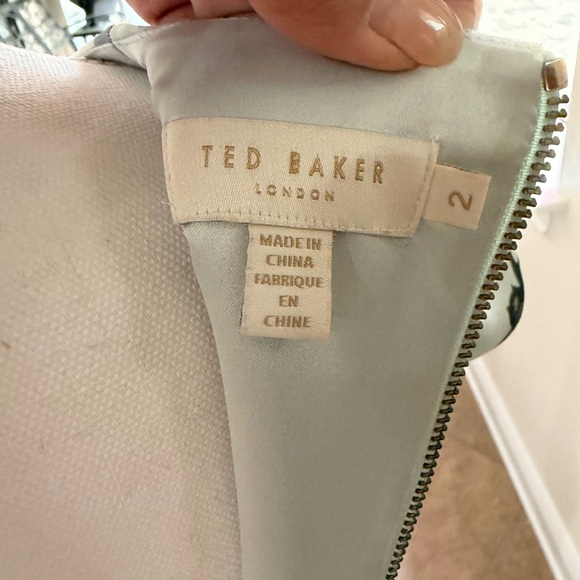 TED BAKER
LONDON
2
MADE IN
CHINA
FABRIQUE
EN
CHINE